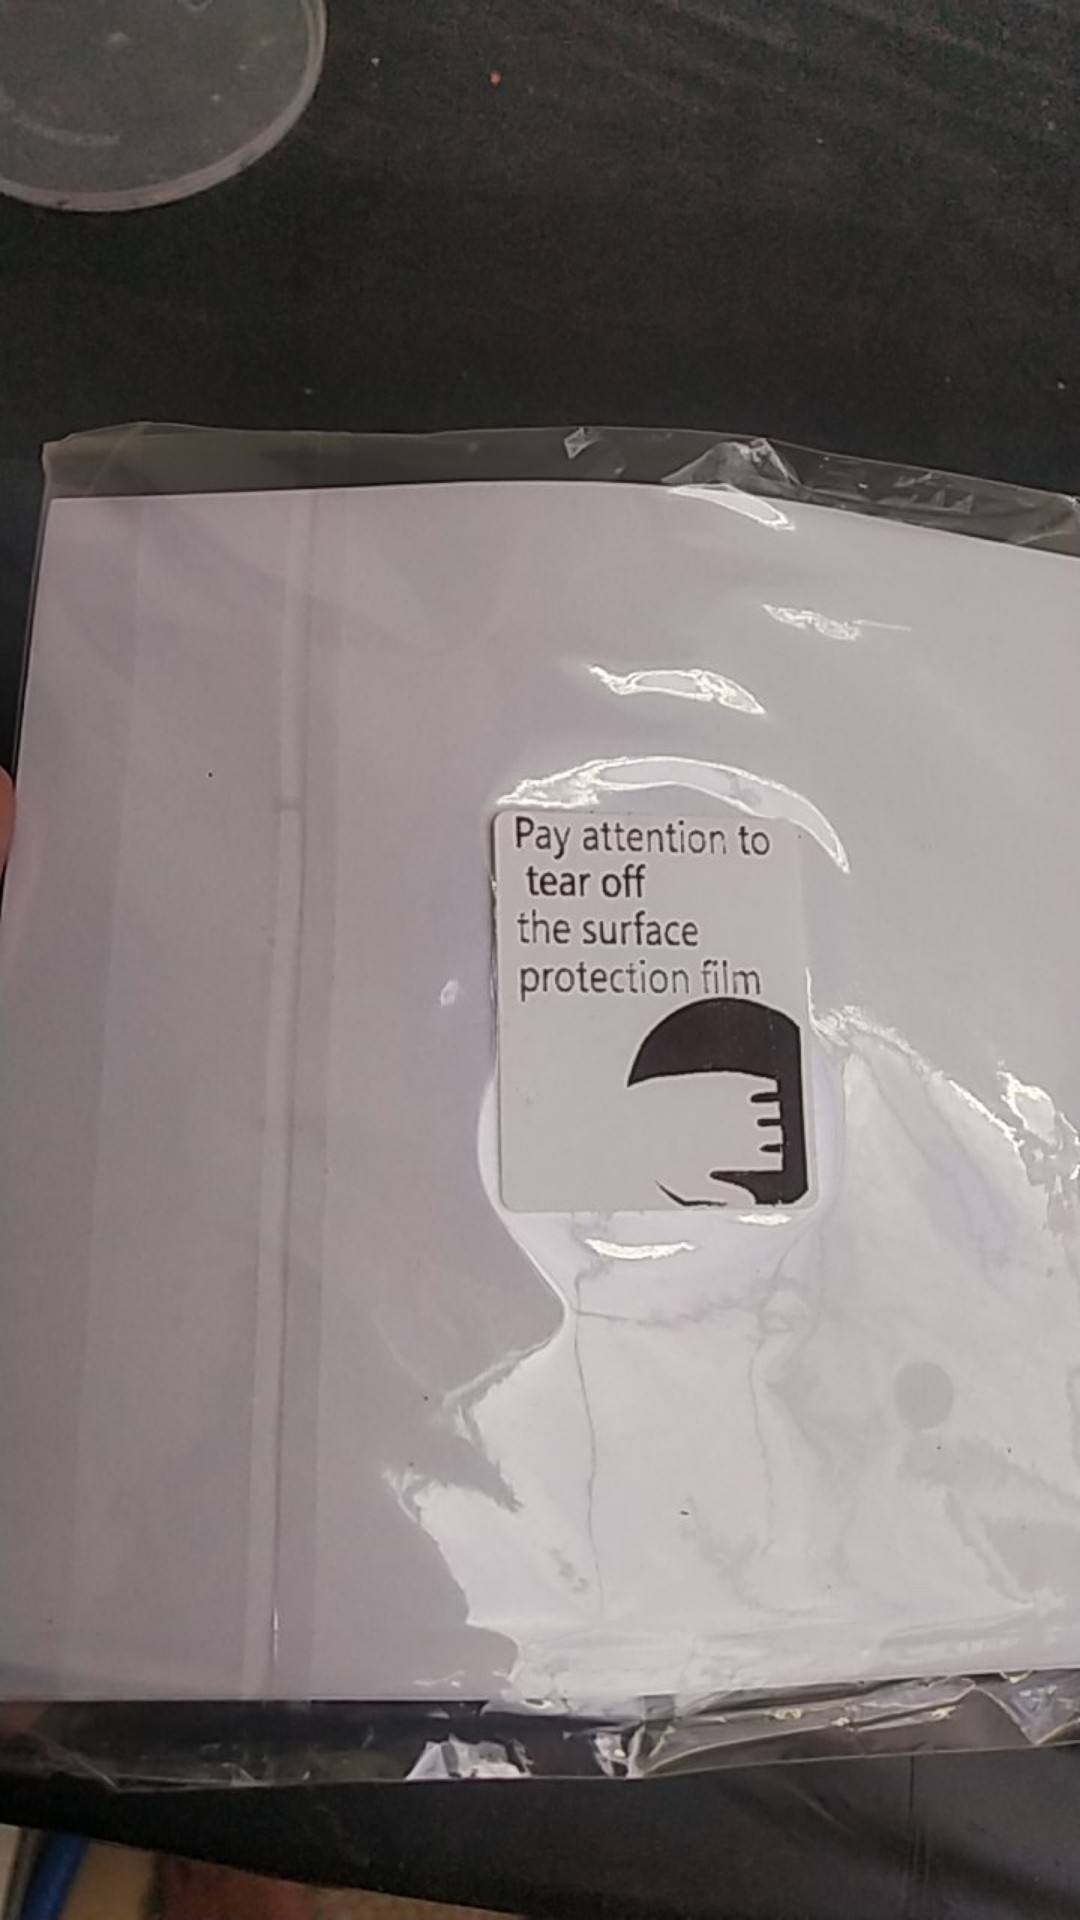 Pay attention to
tear off
the surface
protection film